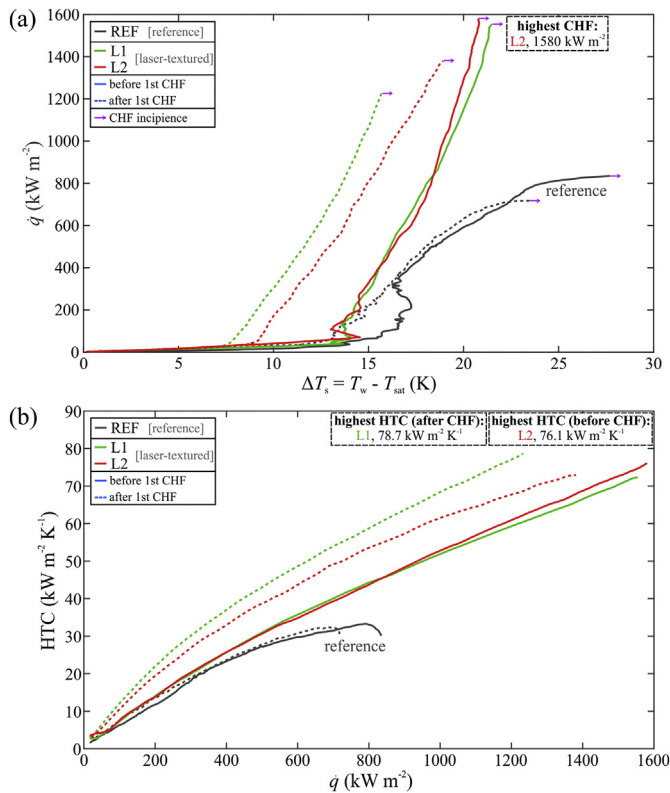 (a)
1600
1400
1200
1000
800
600
400
200
0
q̇ (kW m⁻²)
REF [reference]
L1
L2
[laser-textured]
before 1st CHF
after 1st CHF
CHF incipience
highest CHF:
L2, 1580 kW m⁻²
reference
0 5 10 15 20 25 30
ΔTₛ = T_w - T_sat (K)
(b)
90
80
70
60
50
40
30
20
10
0
HTC (kW m⁻² K⁻¹)
REF [reference]
L1
L2
[laser-textured]
before 1st CHF
after 1st CHF
highest HTC (after CHF):
L1, 78.7 kW m⁻² K⁻¹
highest HTC (before CHF):
L2, 76.1 kW m⁻² K⁻¹
reference
0 200 400 600 800 1000 1200 1400 1600
q̇ (kW m⁻²)